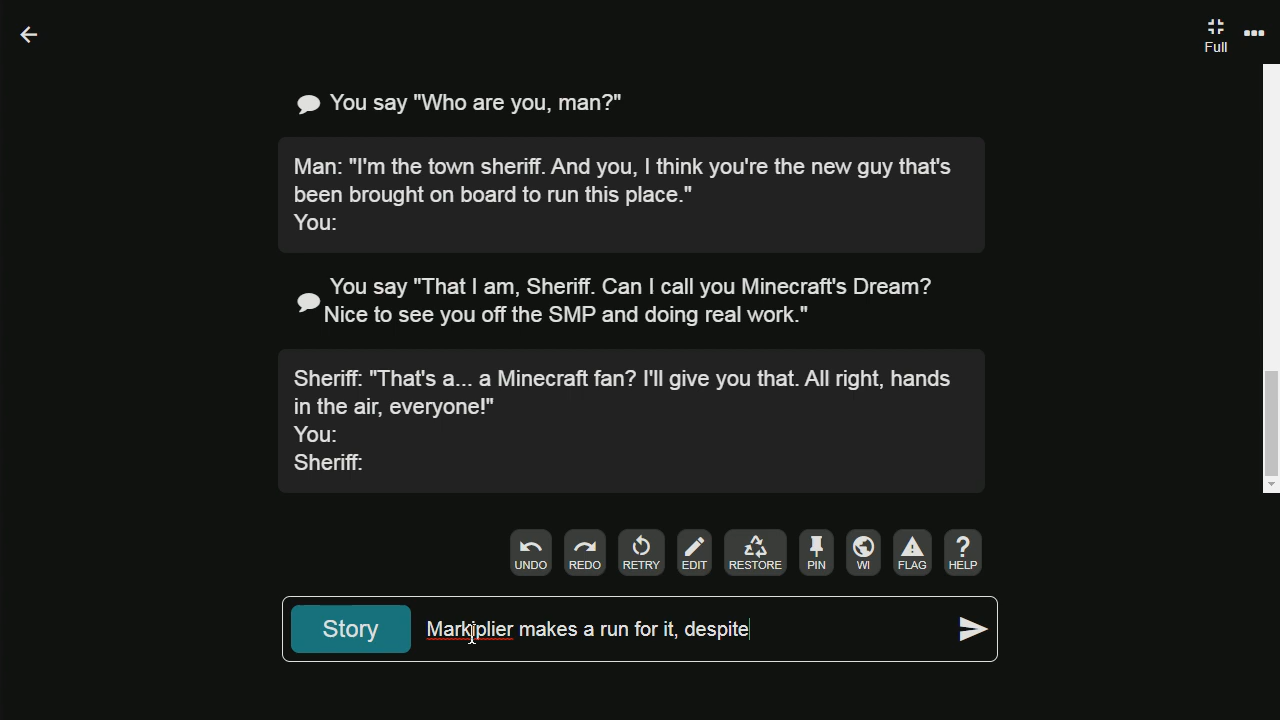 Full
You say "Who are you, man?"
Man: "I'm the town sheriff. And you, I think you're the new guy that's
been brought on board to run this place."
You:
You say "That I am, Sheriff. Can I call you Minecraft's Dream?
Nice to see you off the SMP and doing real work."
Sheriff: "That's a... a Minecraft fan? I'll give you that. All right, hands
in the air, everyone!"
You:
Sheriff:
UNDO REDO RETRY EDIT RESTORE PIN WI FLAG HELP
Story Markiplier makes a run for it, despite